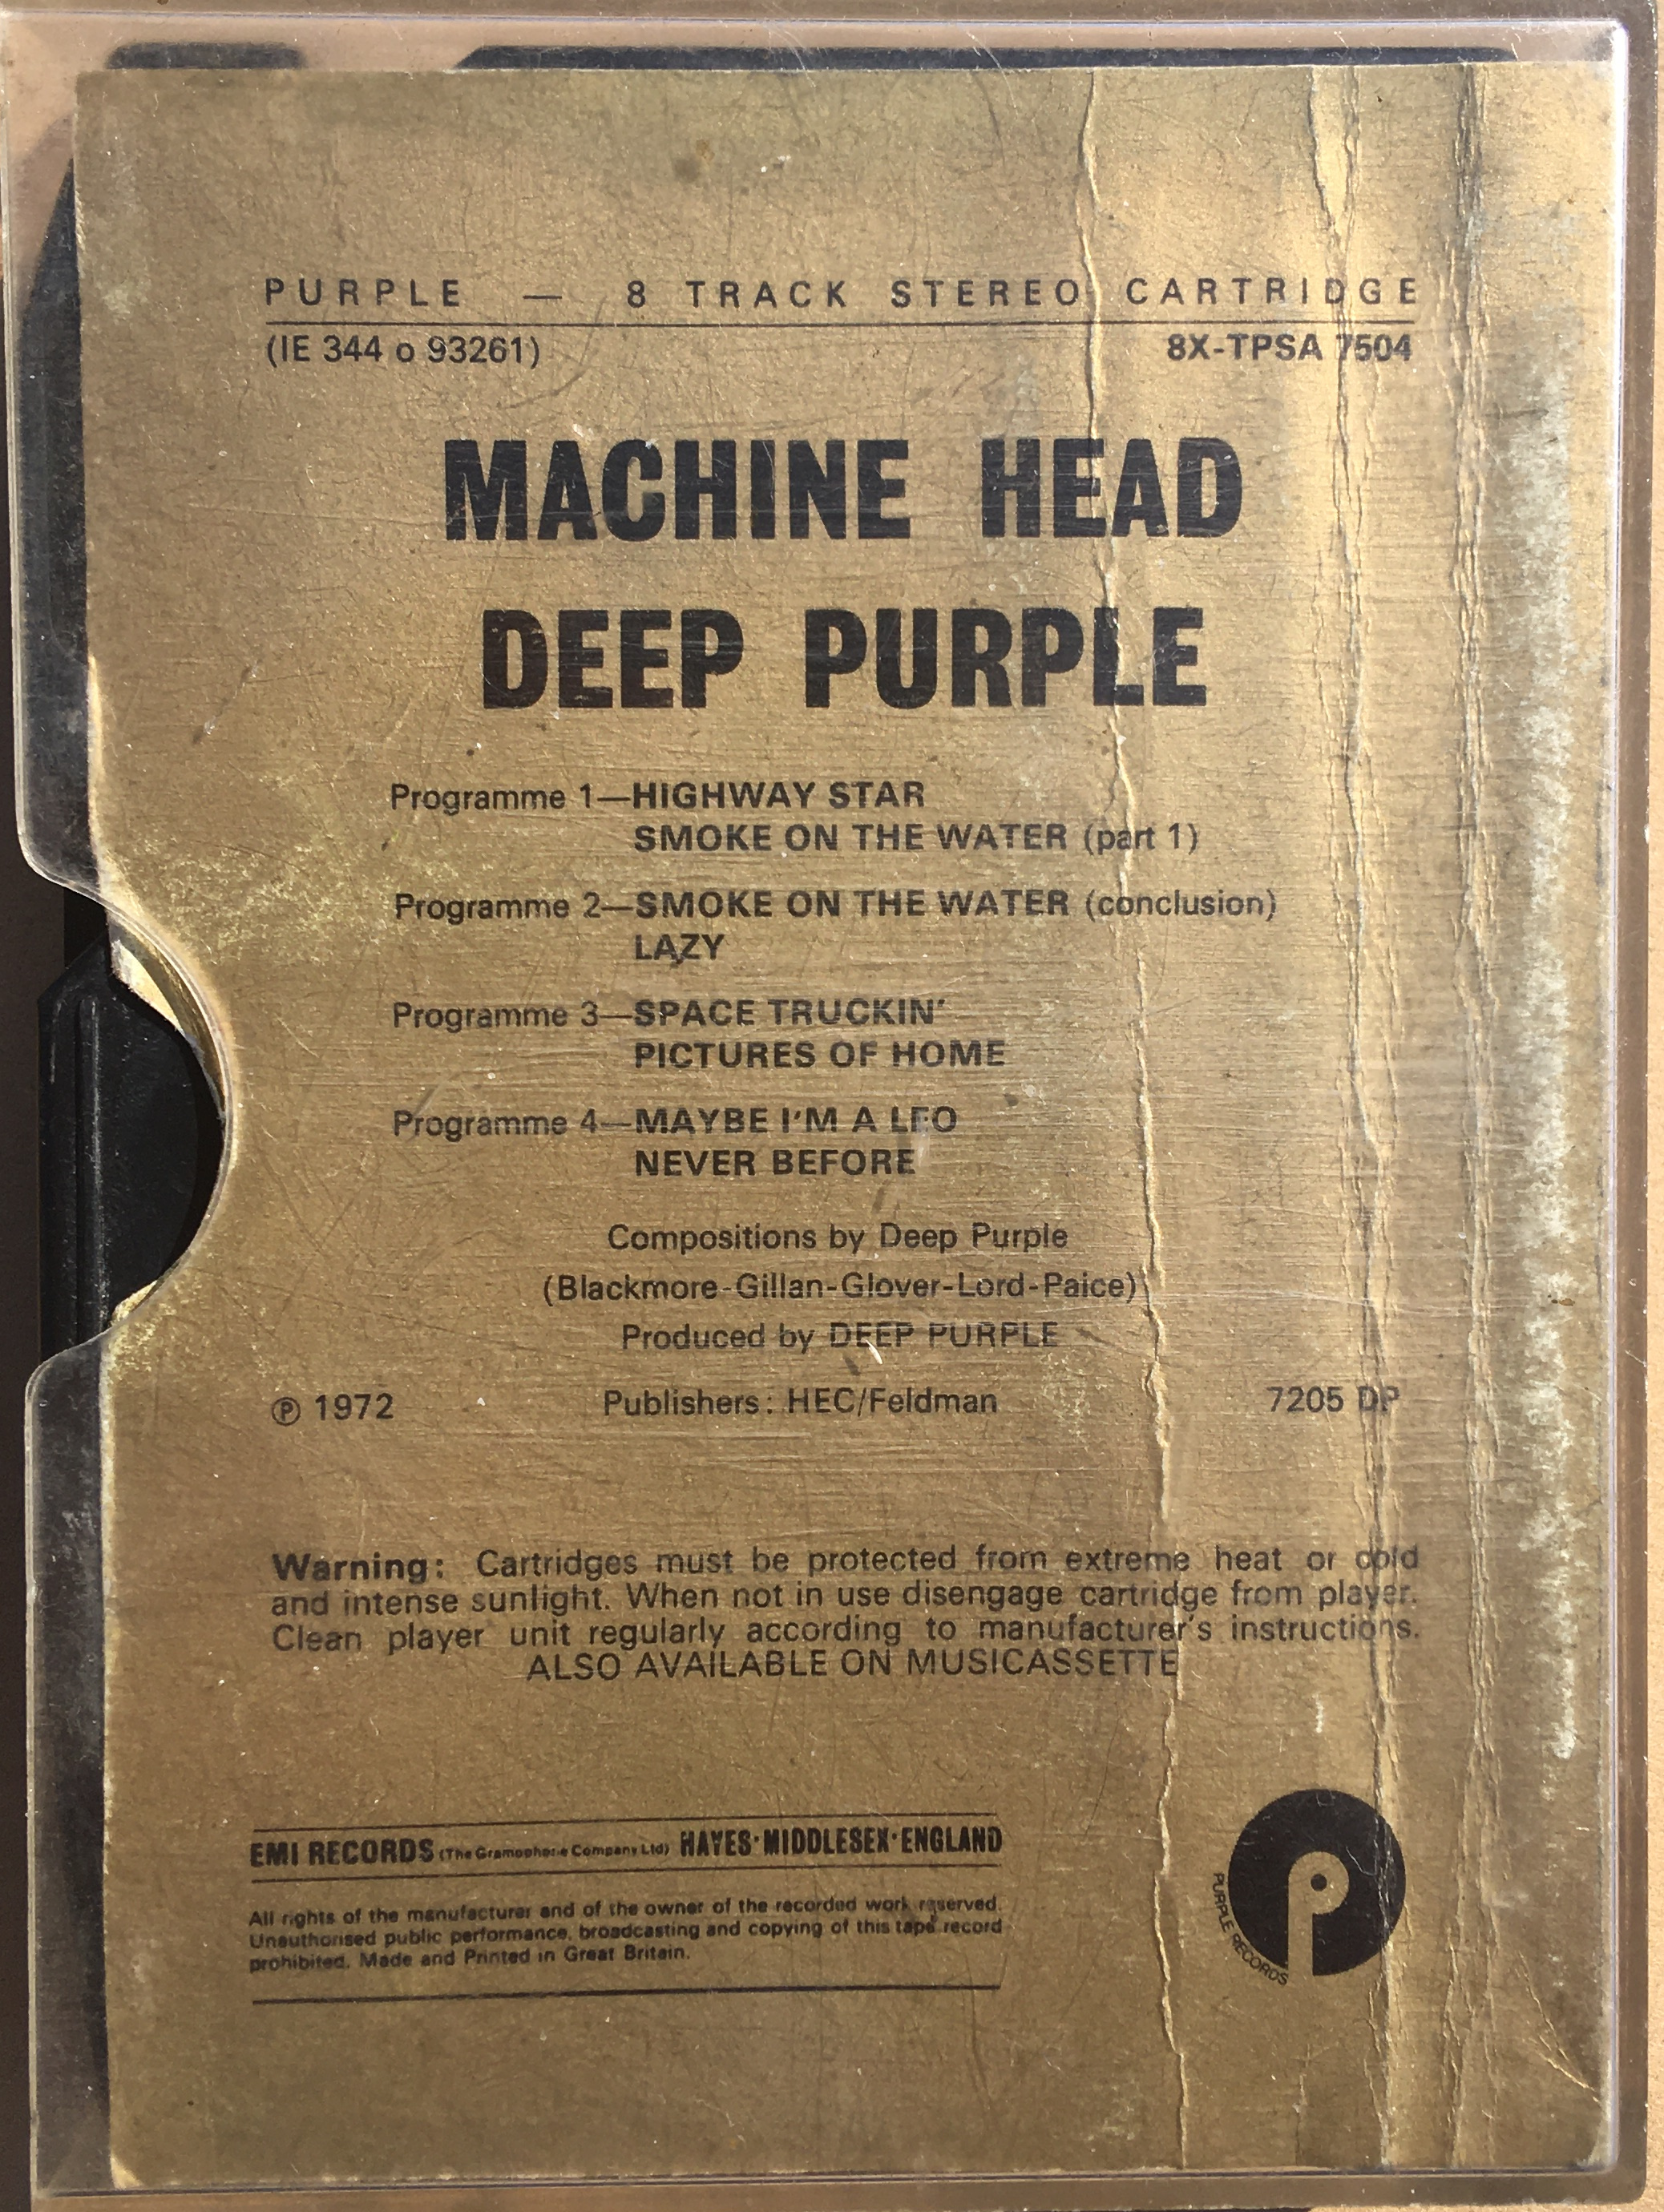 PURPLE — 8 TRACK STEREO CARTRIDGE
(IE 344 o 93261) 8X-TPSA 7504
MACHINE HEAD
DEEP PURPLE
Programme 1—HIGHWAY STAR
SMOKE ON THE WATER (part 1)
Programme 2—SMOKE ON THE WATER (conclusion)
LAZY
Programme 3—SPACE TRUCKIN'
PICTURES OF HOME
Programme 4—MAYBE I'M A LEO
NEVER BEFORE
Compositions by Deep Purple
(Blackmore-Gillan-Glover-Lord-Paice)
Produced by DEEP PURPLE
℗ 1972 Publishers: HEC/Feldman 7205 DP
Warning: Cartridges must be protected from extreme heat or cold
and intense sunlight. When not in use disengage cartridge from player.
Clean player unit regularly according to manufacturer's instructions.
ALSO AVAILABLE ON MUSICASSETTE
EMI RECORDS (The Gramophone Company Ltd) HAYES·MIDDLESEX·ENGLAND
All rights of the manufacturer and of the owner of the recorded work reserved.
Unauthorised public performance, broadcasting and copying of this tape record
prohibited. Made and Printed in Great Britain.
PURPLE RECORDS